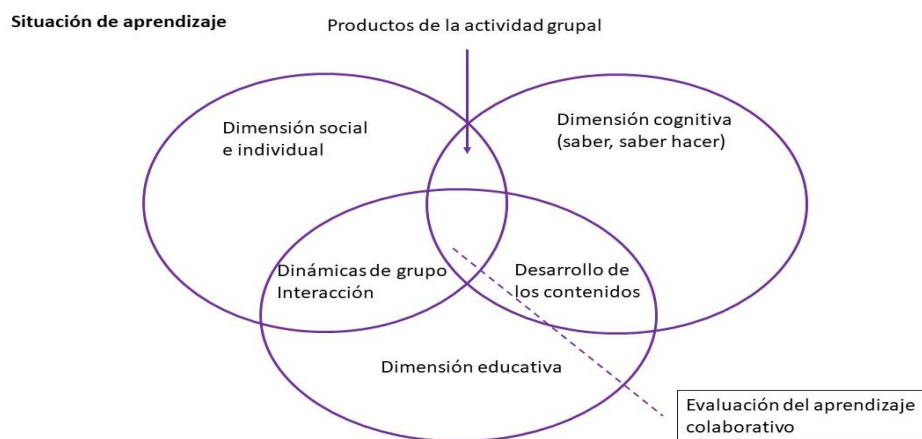 Situación de aprendizaje
Productos de la actividad grupal
Dimensión social
e individual
Dimensión cognitiva
(saber, saber hacer)
Dinámicas de grupo
Interacción
Desarrollo de
los contenidos
Dimensión educativa
Evaluación del aprendizaje
colaborativo